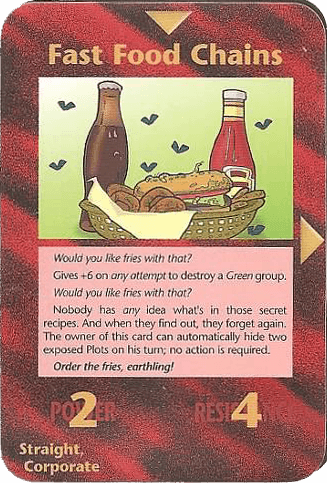 Fast Food Chains
Would you like fries with that?
Gives +6 on any attempt to destroy a Green group.
Would you like fries with that?
Nobody has any idea what's in those secret
recipes. And when they find out, they forget again.
The owner of this card can automatically hide two
exposed Plots on his turn; no action is required.
Order the fries, earthling!
POWER 2 RESISTANCE 4
Straight,
Corporate